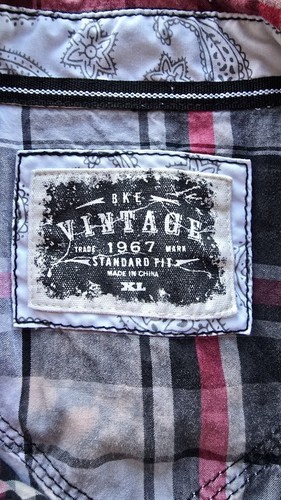 BKE
VINTAGE
TRADE 1967 MARK
STANDARD FIT
MADE IN CHINA
XL